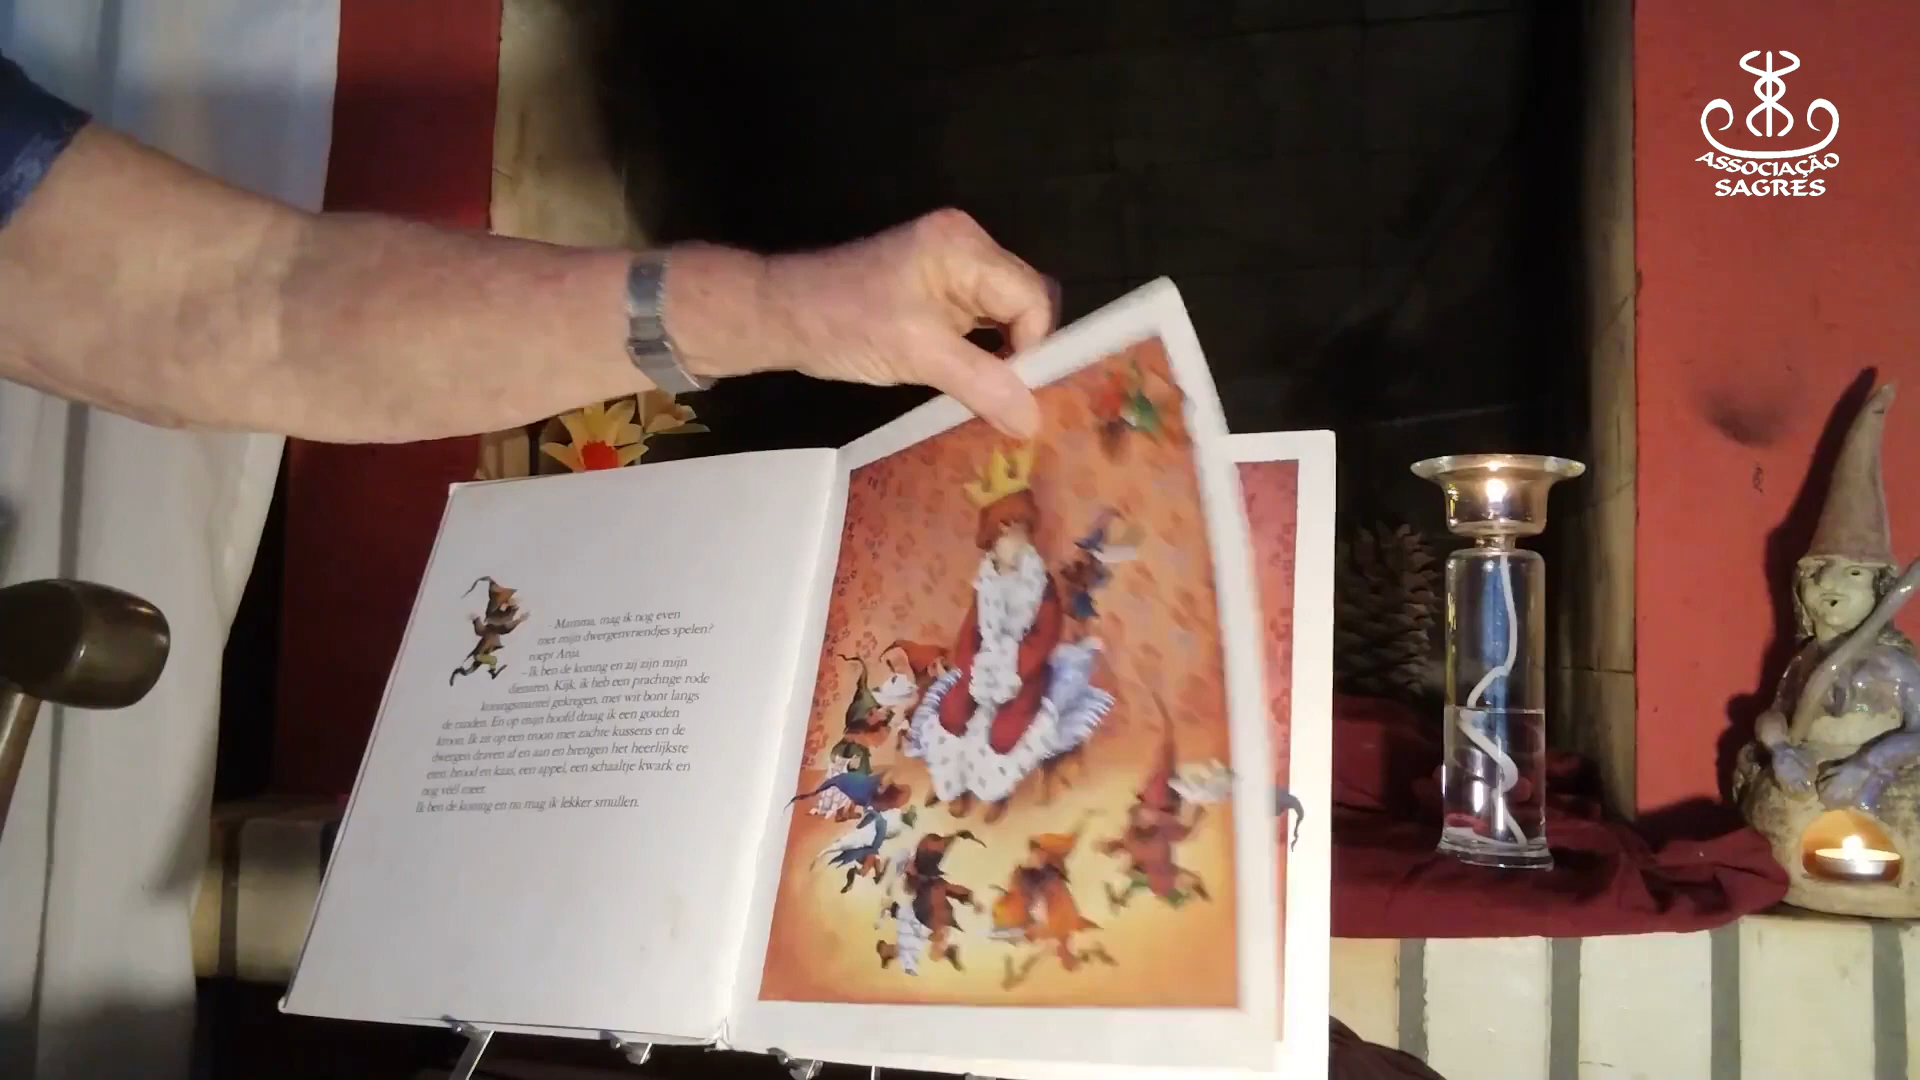 - Mamma, mag ik nog even
met mijn dwergenvriendjes spelen?
roept Anja.
- Ik ben de koning en zij zijn mijn
dienaren. Kijk, ik heb een prachtige rode
koningsmantel gekregen, met wit bont langs
de randen. En op mijn hoofd draag ik een gouden
kroon. Ik zit op een troon met zachte kussens en de
dwergen draven af en aan en brengen het heerlijkste
eten: brood en kaas, een appel, een schaaltje kwark en
nog véél meer.
Ik ben de koning en nu mag ik lekker smullen.
ASSOCIAÇÃO
SAGRES